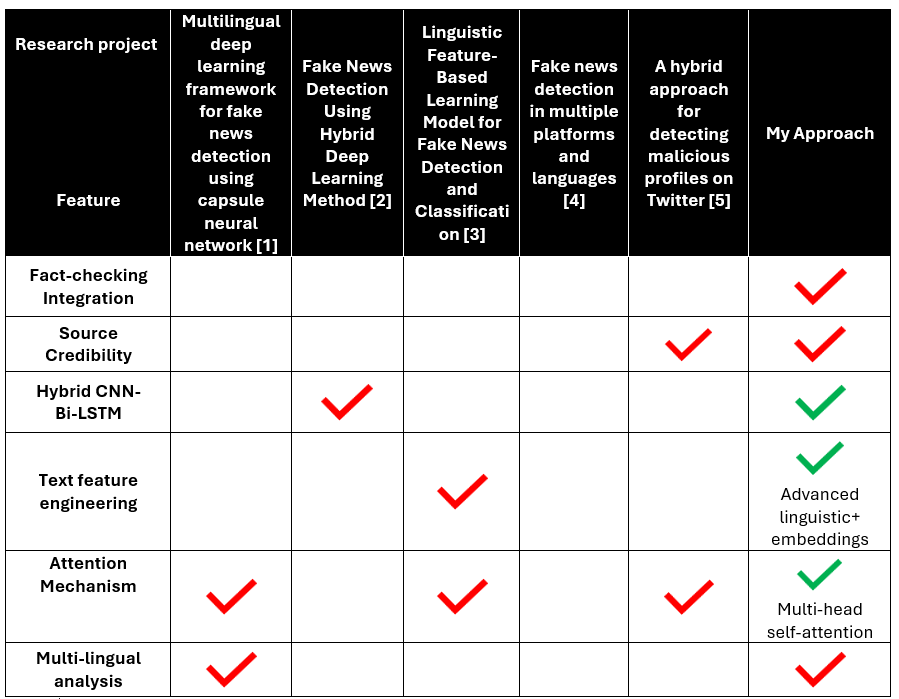 Research project
Feature
Multilingual
deep
learning
framework
for fake
news
detection
using
capsule
neural
network [1]
Fake News
Detection
Using
Hybrid
Deep
Learning
Method [2]
Linguistic
Feature-
Based
Learning
Model for
Fake News
Detection
and
Classificati
on [3]
Fake news
detection
in multiple
platforms
and
languages
[4]
A hybrid
approach
for
detecting
malicious
profiles on
Twitter [5]
My Approach
Fact-checking
Integration
Source
Credibility
Hybrid CNN-
Bi-LSTM
Text feature
engineering
Advanced
linguistic+
embeddings
Attention
Mechanism
Multi-head
self-attention
Multi-lingual
analysis